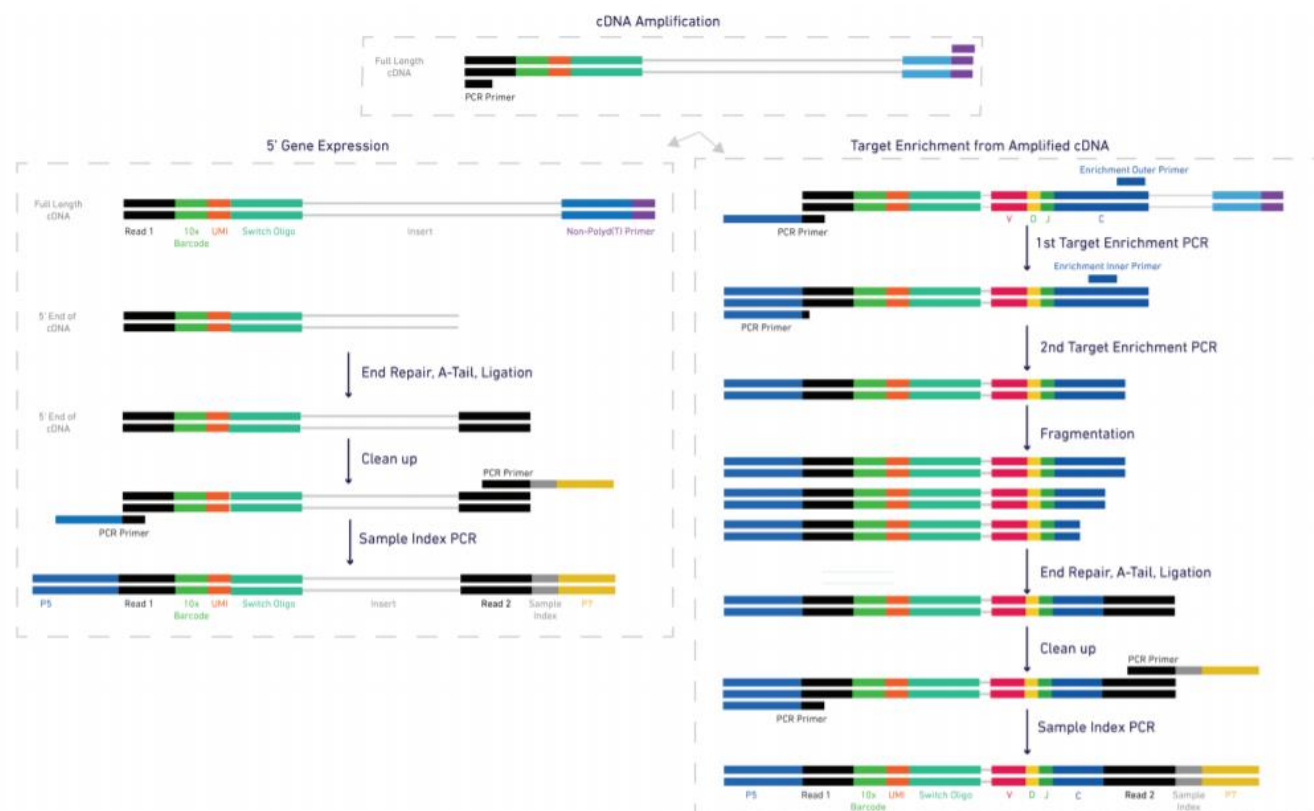 cDNA Amplification
Full Length
cDNA
PCR Primer
5' Gene Expression
Full Length
cDNA
Read 1
10x
Barcode
UMI
Switch Oligo
Insert
Non-Polyd(T) Primer
5' End of
cDNA
End Repair, A-Tail, Ligation
5' End of
cDNA
Clean up
PCR Primer
PCR Primer
Sample Index PCR
P5
Read 1
10x
Barcode
UMI
Switch Oligo
Insert
Read 2
Sample
Index
P7
Target Enrichment from Amplified cDNA
Enrichment Outer Primer
V
D
J
C
PCR Primer
1st Target Enrichment PCR
Enrichment Inner Primer
PCR Primer
2nd Target Enrichment PCR
Fragmentation
End Repair, A-Tail, Ligation
Clean up
PCR Primer
PCR Primer
Sample Index PCR
P5
Read 1
10x
Barcode
UMI
Switch Oligo
V
D
J
C
Read 2
Sample
Index
P7